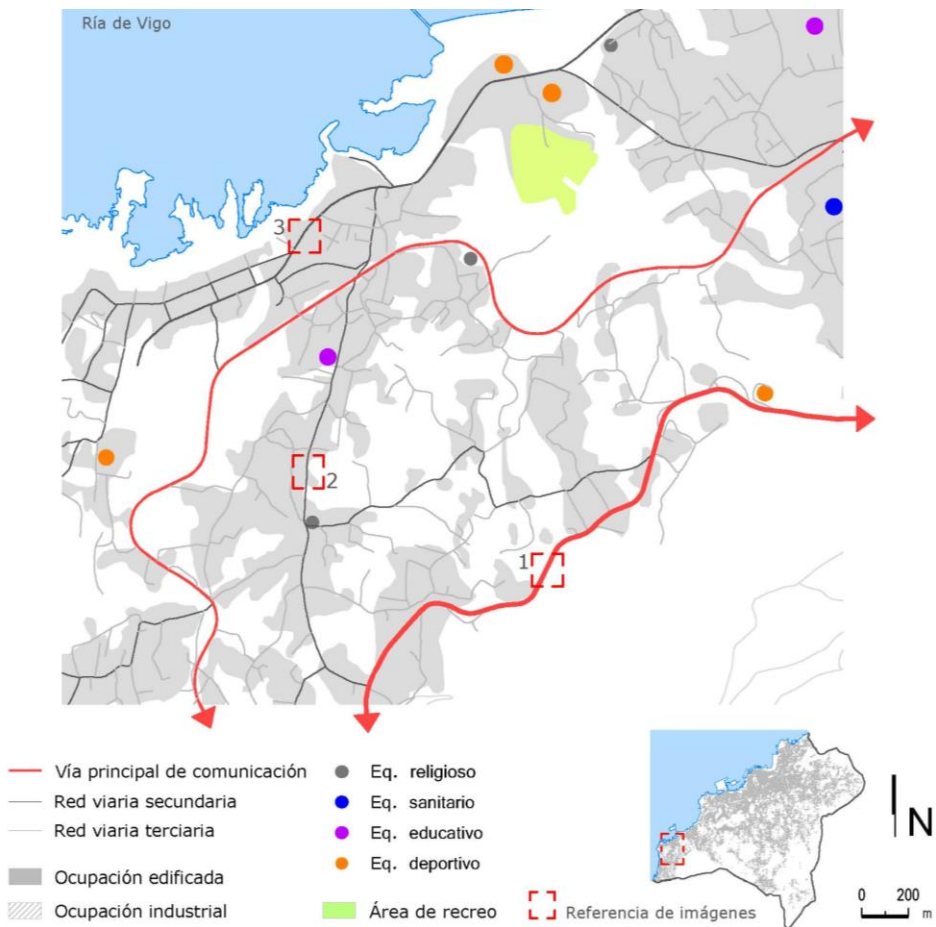 Ría de Vigo
3
2
1
Vía principal de comunicación
Red viaria secundaria
Red viaria terciaria
Ocupación edificada
Ocupación industrial
Eq. religioso
Eq. sanitario
Eq. educativo
Eq. deportivo
Área de recreo
Referencia de imágenes
N
0 200
m